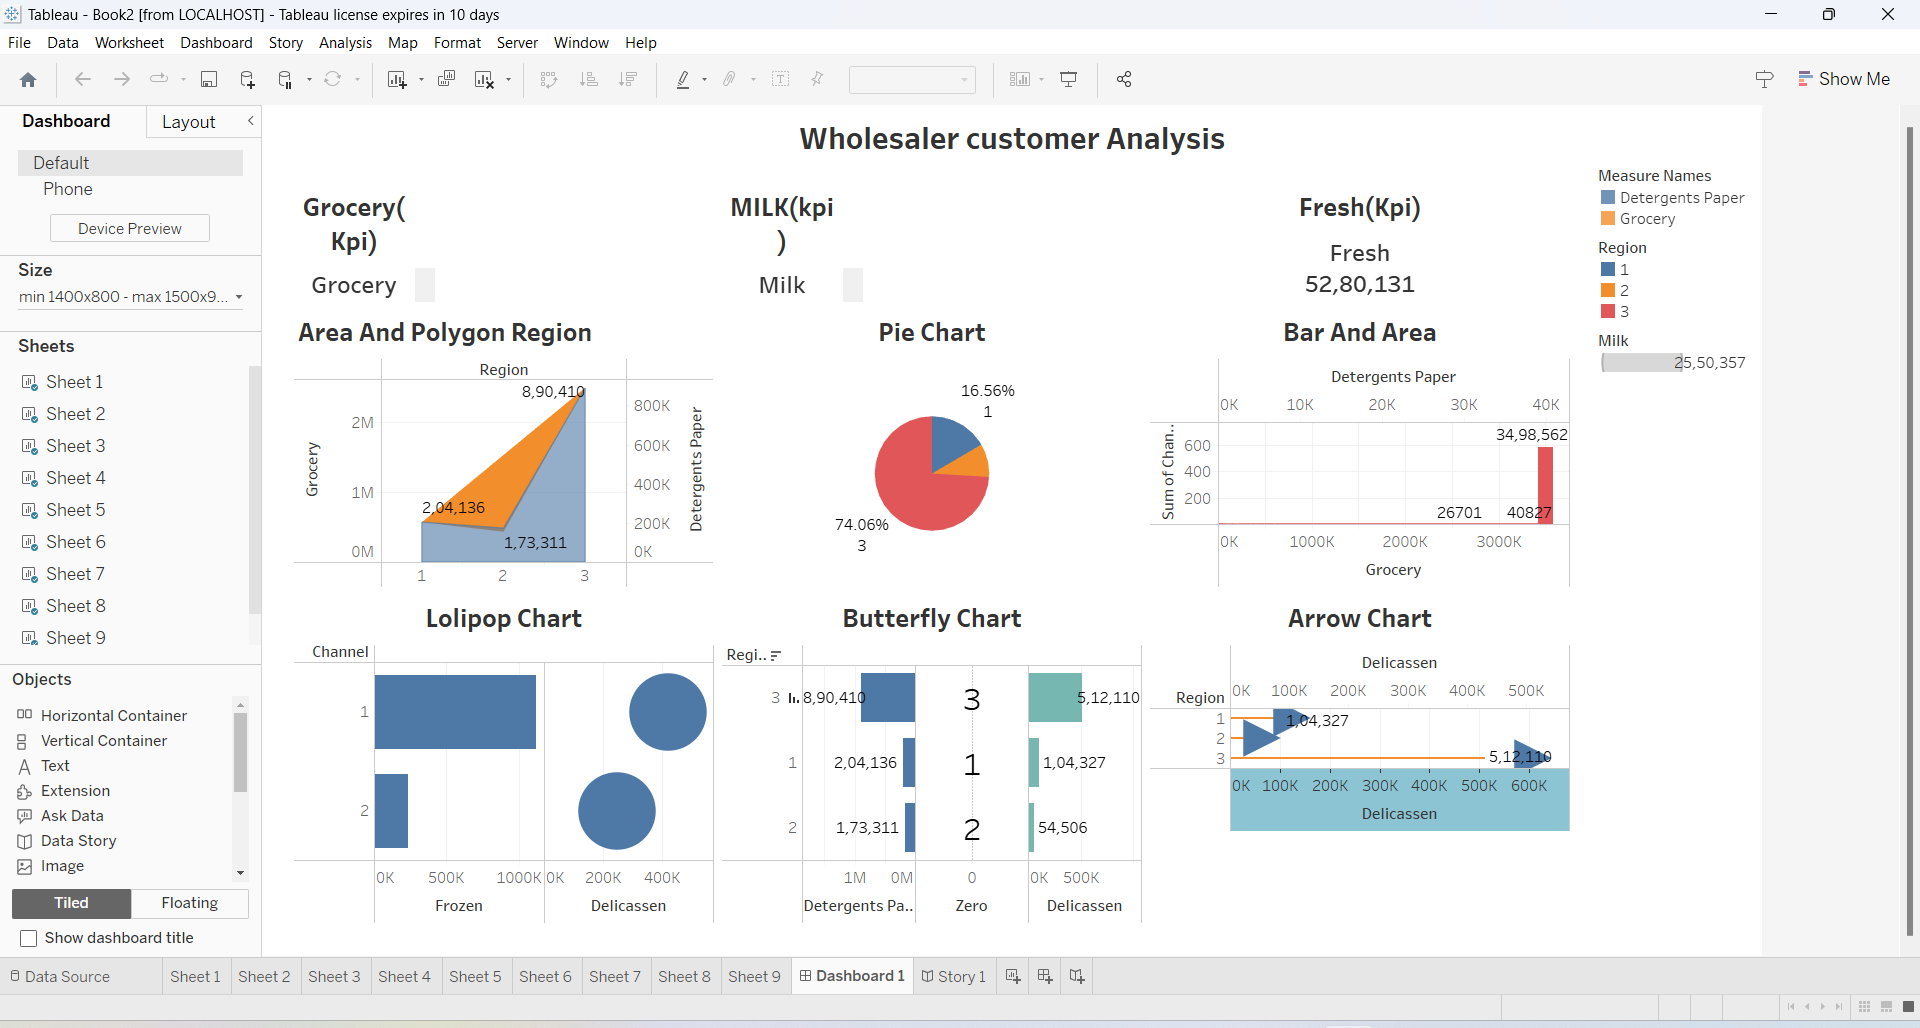 Tableau - Book2 [from LOCALHOST] - Tableau license expires in 10 days
File Data Worksheet Dashboard Story Analysis Map Format Server Window Help
Show Me
Dashboard Layout
Default
Phone
Device Preview
Size
min 1400x800 - max 1500x9...
Sheets
Sheet 1
Sheet 2
Sheet 3
Sheet 4
Sheet 5
Sheet 6
Sheet 7
Sheet 8
Sheet 9
Objects
Horizontal Container
Vertical Container
Text
Extension
Ask Data
Data Story
Image
Tiled Floating
Show dashboard title
Wholesaler customer Analysis
Grocery(
Kpi)
Grocery
MILK(kpi
)
Milk
Fresh(Kpi)
Fresh
52,80,131
Measure Names
Detergents Paper
Grocery
Region
1
2
3
Milk
25,50,357
Area And Polygon Region
Region
8,90,410
2,04,136
1,73,311
Grocery
2M
1M
0M
800K
600K
400K
200K
0K
Detergents Paper
1 2 3
Pie Chart
16.56%
1
74.06%
3
Bar And Area
Detergents Paper
0K 10K 20K 30K 40K
Sum of Chan..
600
400
200
34,98,562
26701 40827
0K 1000K 2000K 3000K
Grocery
Lolipop Chart
Channel
1
2
0K 500K 1000K 0K 200K 400K
Frozen Delicassen
Butterfly Chart
Regi..
3 8,90,410 3 5,12,110
1 2,04,136 1 1,04,327
2 1,73,311 2 54,506
1M 0M 0 0K 500K
Detergents Pa.. Zero Delicassen
Arrow Chart
Delicassen
0K 100K 200K 300K 400K 500K
Region
1 1,04,327
2
3 5,12,110
0K 100K 200K 300K 400K 500K 600K
Delicassen
Data Source Sheet 1 Sheet 2 Sheet 3 Sheet 4 Sheet 5 Sheet 6 Sheet 7 Sheet 8 Sheet 9 Dashboard 1 Story 1